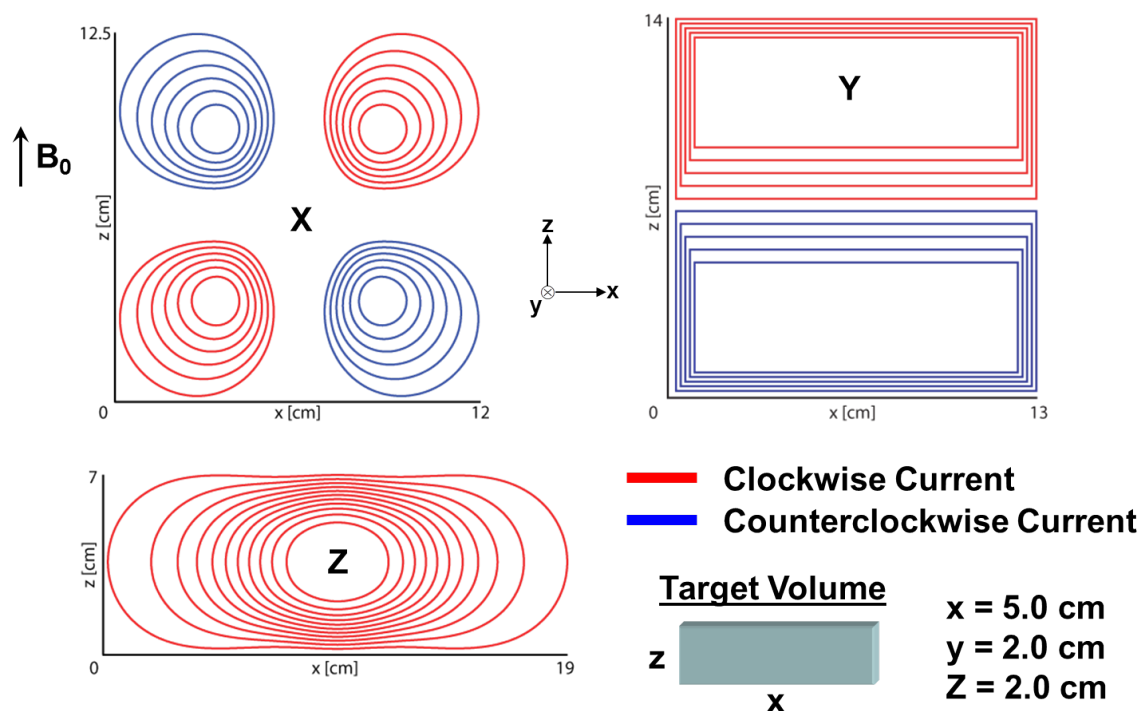 12.5
B0
z [cm]
X
0
x [cm]
12
z
y
x
14
Y
z [cm]
0
x [cm]
13
7
z [cm]
Z
0
x [cm]
19
Clockwise Current
Counterclockwise Current
Target Volume
z
x
x = 5.0 cm
y = 2.0 cm
Z = 2.0 cm